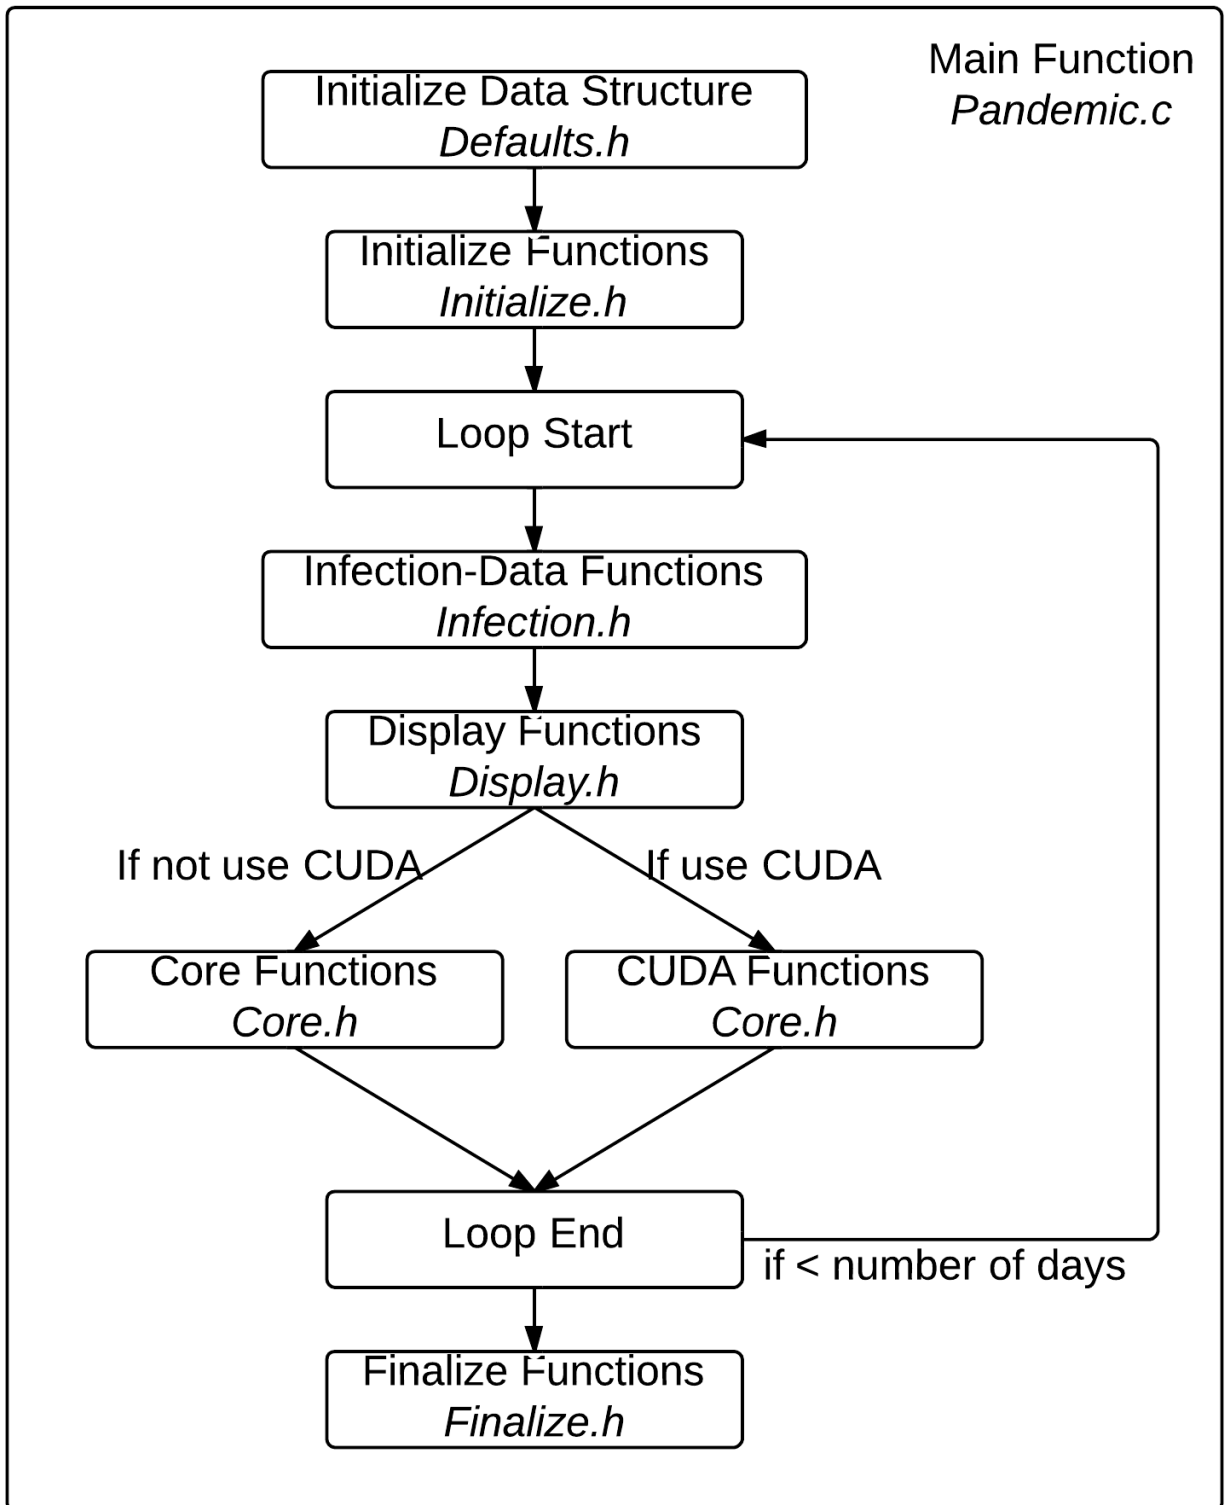 Main Function
Pandemic.c
Initialize Data Structure
Defaults.h
Initialize Functions
Initialize.h
Loop Start
Infection-Data Functions
Infection.h
Display Functions
Display.h
If not use CUDA
If use CUDA
Core Functions
Core.h
CUDA Functions
Core.h
Loop End
if < number of days
Finalize Functions
Finalize.h